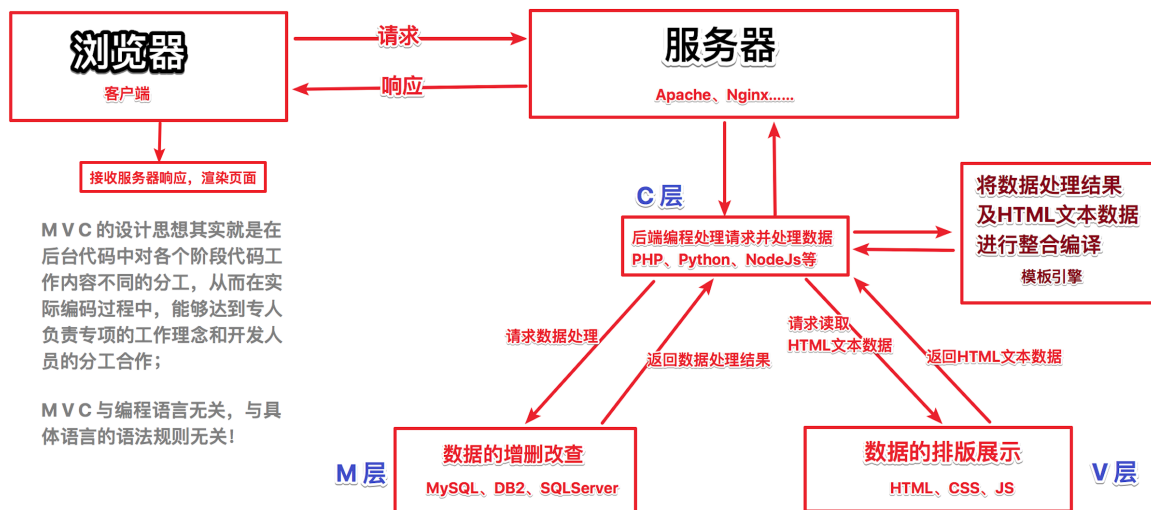 浏览器
客户端
请求
响应
服务器
Apache、Nginx......
接收服务器响应，渲染页面
C 层
后端编程处理请求并处理数据
PHP、Python、NodeJs等
将数据处理结果
及HTML文本数据
进行整合编译
模板引擎
M V C 的设计思想其实就是在
后台代码中对各个阶段代码工
作内容不同的分工，从而在实
际编码过程中，能够达到专人
负责专项的工作理念和开发人
员的分工合作；
M V C 与编程语言无关，与具
体语言的语法规则无关！
请求数据处理
返回数据处理结果
请求读取
HTML文本数据
返回HTML文本数据
M 层
数据的增删改查
MySQL、DB2、SQLServer
数据的排版展示
HTML、CSS、JS
V 层